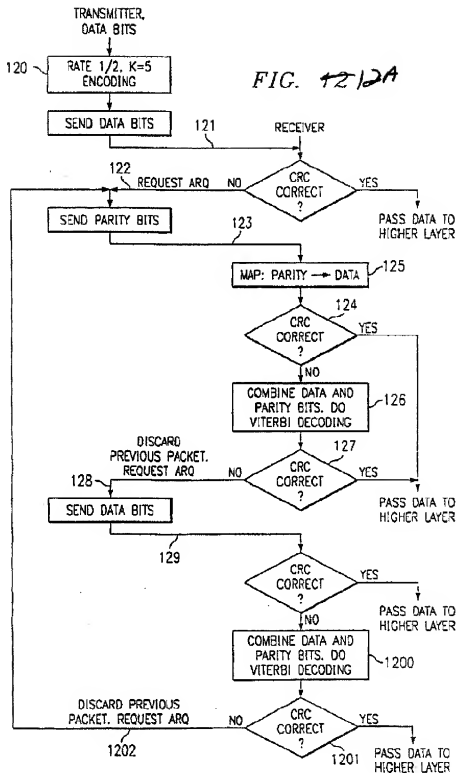 TRANSMITTER,
DATA BITS
120
RATE 1/2, K=5
ENCODING
FIG. 12A
SEND DATA BITS
121
RECEIVER
122
REQUEST ARQ
NO
CRC
CORRECT
?
YES
PASS DATA TO
HIGHER LAYER
SEND PARITY BITS
123
MAP: PARITY → DATA
125
124
CRC
CORRECT
?
YES
NO
COMBINE DATA AND
PARITY BITS. DO
VITERBI DECODING
126
DISCARD
PREVIOUS PACKET.
REQUEST ARQ
NO
127
CRC
CORRECT
?
YES
PASS DATA TO
HIGHER LAYER
128
SEND DATA BITS
129
CRC
CORRECT
?
YES
PASS DATA TO
HIGHER LAYER
NO
COMBINE DATA AND
PARITY BITS. DO
VITERBI DECODING
1200
DISCARD PREVIOUS
PACKET. REQUEST ARQ
NO
1202
CRC
CORRECT
?
YES
1201
PASS DATA TO
HIGHER LAYER